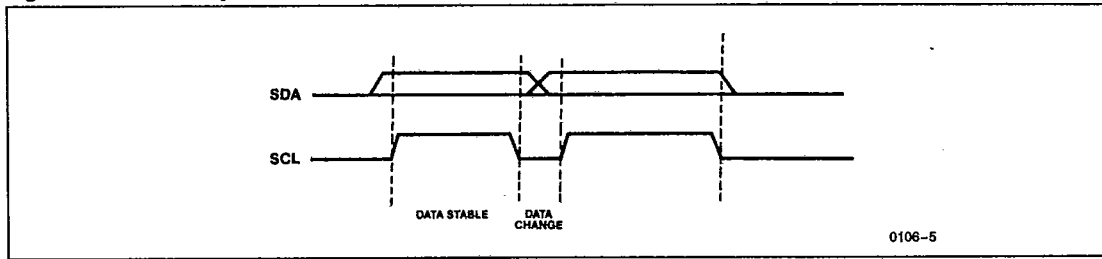 SDA
SCL
DATA STABLE
DATA
CHANGE
0106-5